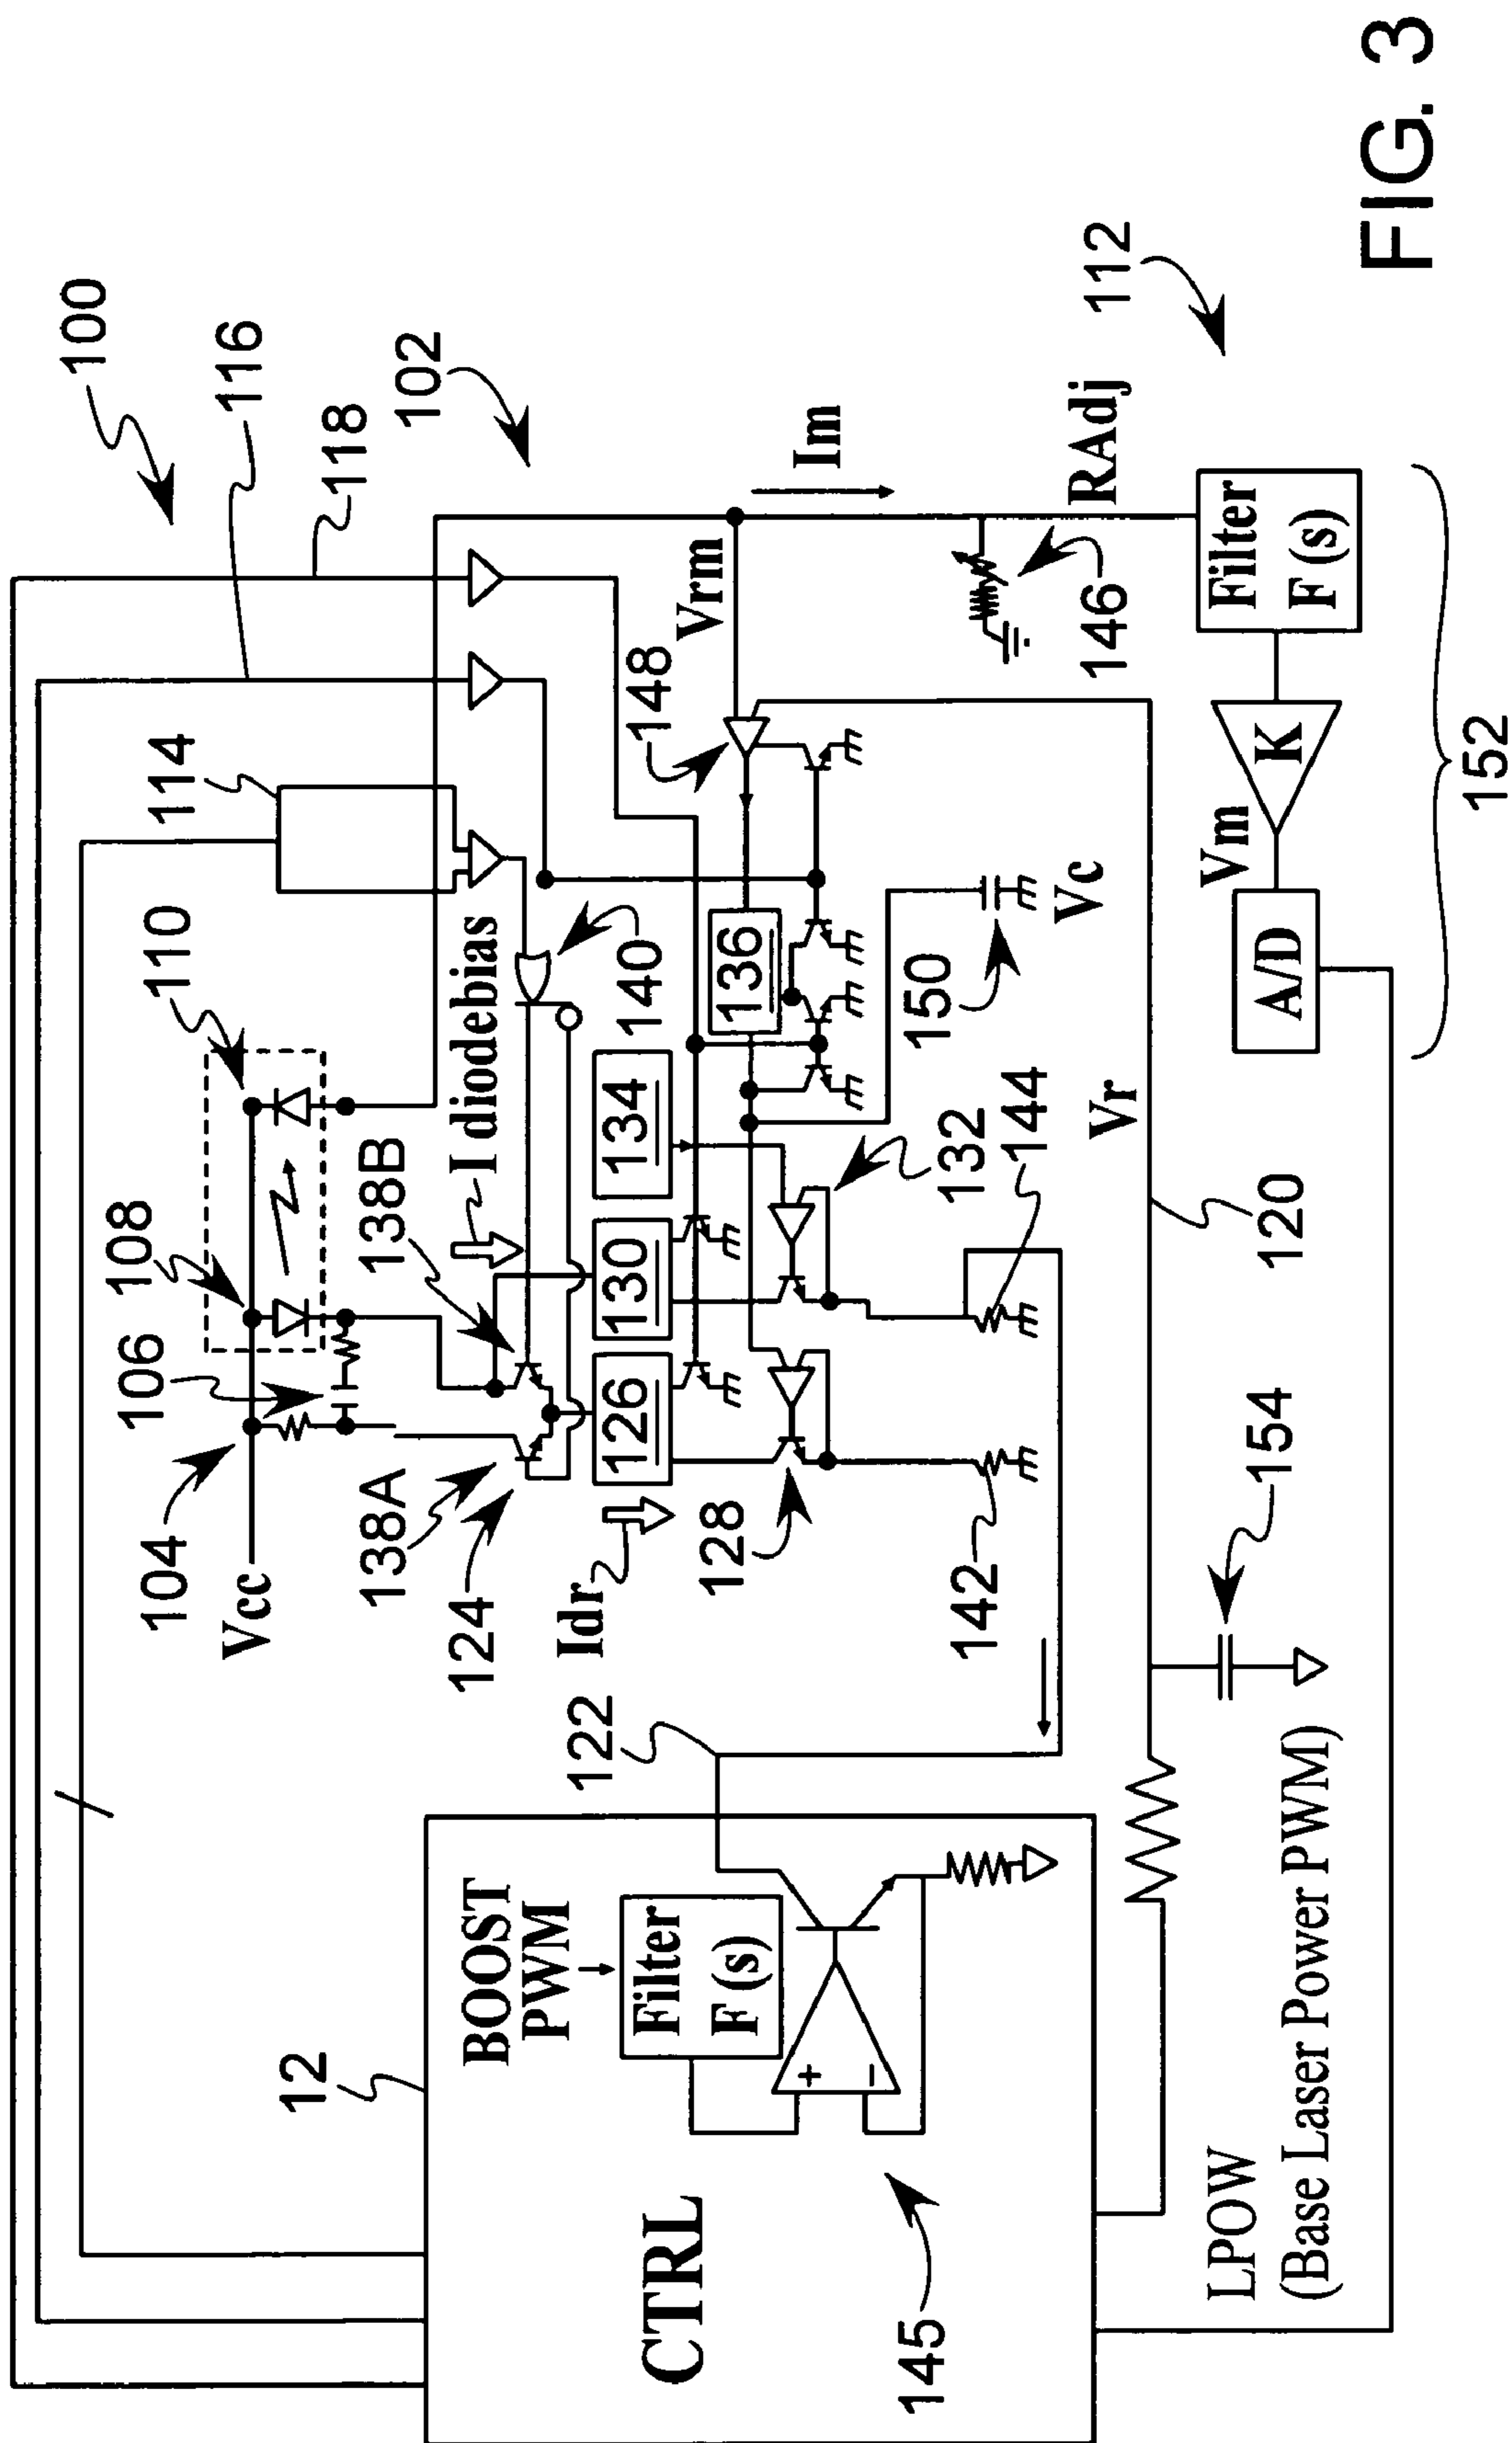 100
116
118
102
114
110
108
106
104
Vcc
138A
124
138B
I diodebias
140
Idr
126
130
134
136
148
Vrm
Im
RAdj
112
146
128
132
142
144
150
Vc
122
12
BOOST
PWM
Filter
F (s)
+
−
CTRL
145
Vr
120
154
LPOW
(Base Laser Power PWM)
A/D
Vm
K
Filter
F (s)
152
FIG. 3